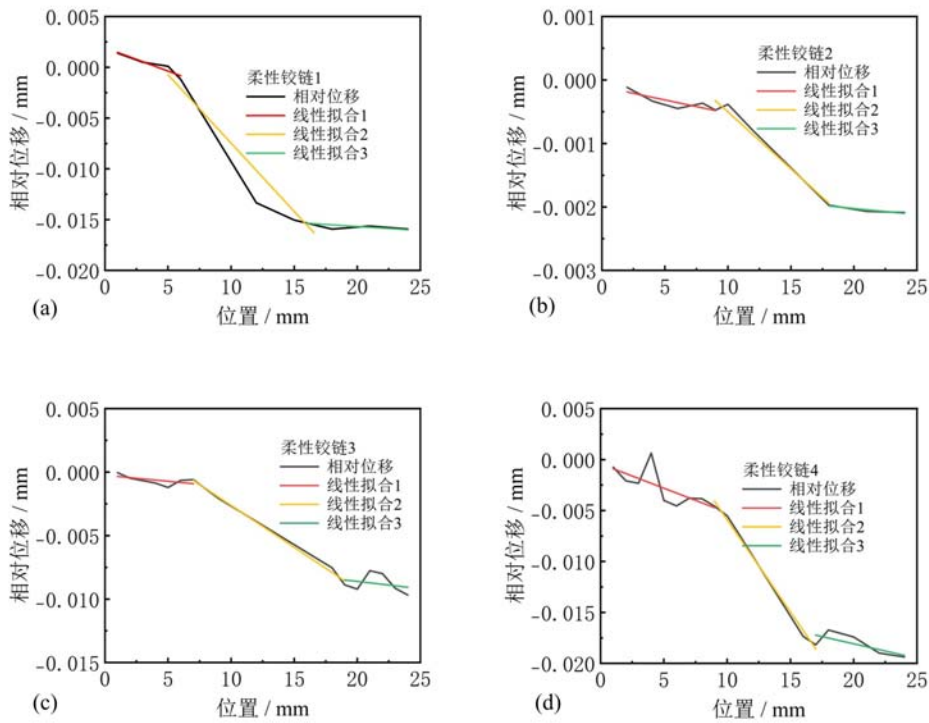 0.005
0.000
-0.005
-0.010
-0.015
-0.020
相对位移 / mm
柔性铰链1
相对位移
线性拟合1
线性拟合2
线性拟合3
0 5 10 15 20 25
位置 / mm
(a)
0.001
0.000
-0.001
-0.002
-0.003
相对位移 / mm
柔性铰链2
相对位移
线性拟合1
线性拟合2
线性拟合3
0 5 10 15 20 25
位置 / mm
(b)
0.005
0.000
-0.005
-0.010
-0.015
相对位移 / mm
柔性铰链3
相对位移
线性拟合1
线性拟合2
线性拟合3
0 5 10 15 20 25
位置 / mm
(c)
0.005
0.000
-0.005
-0.010
-0.015
-0.020
相对位移 / mm
柔性铰链4
相对位移
线性拟合1
线性拟合2
线性拟合3
0 5 10 15 20 25
位置 / mm
(d)